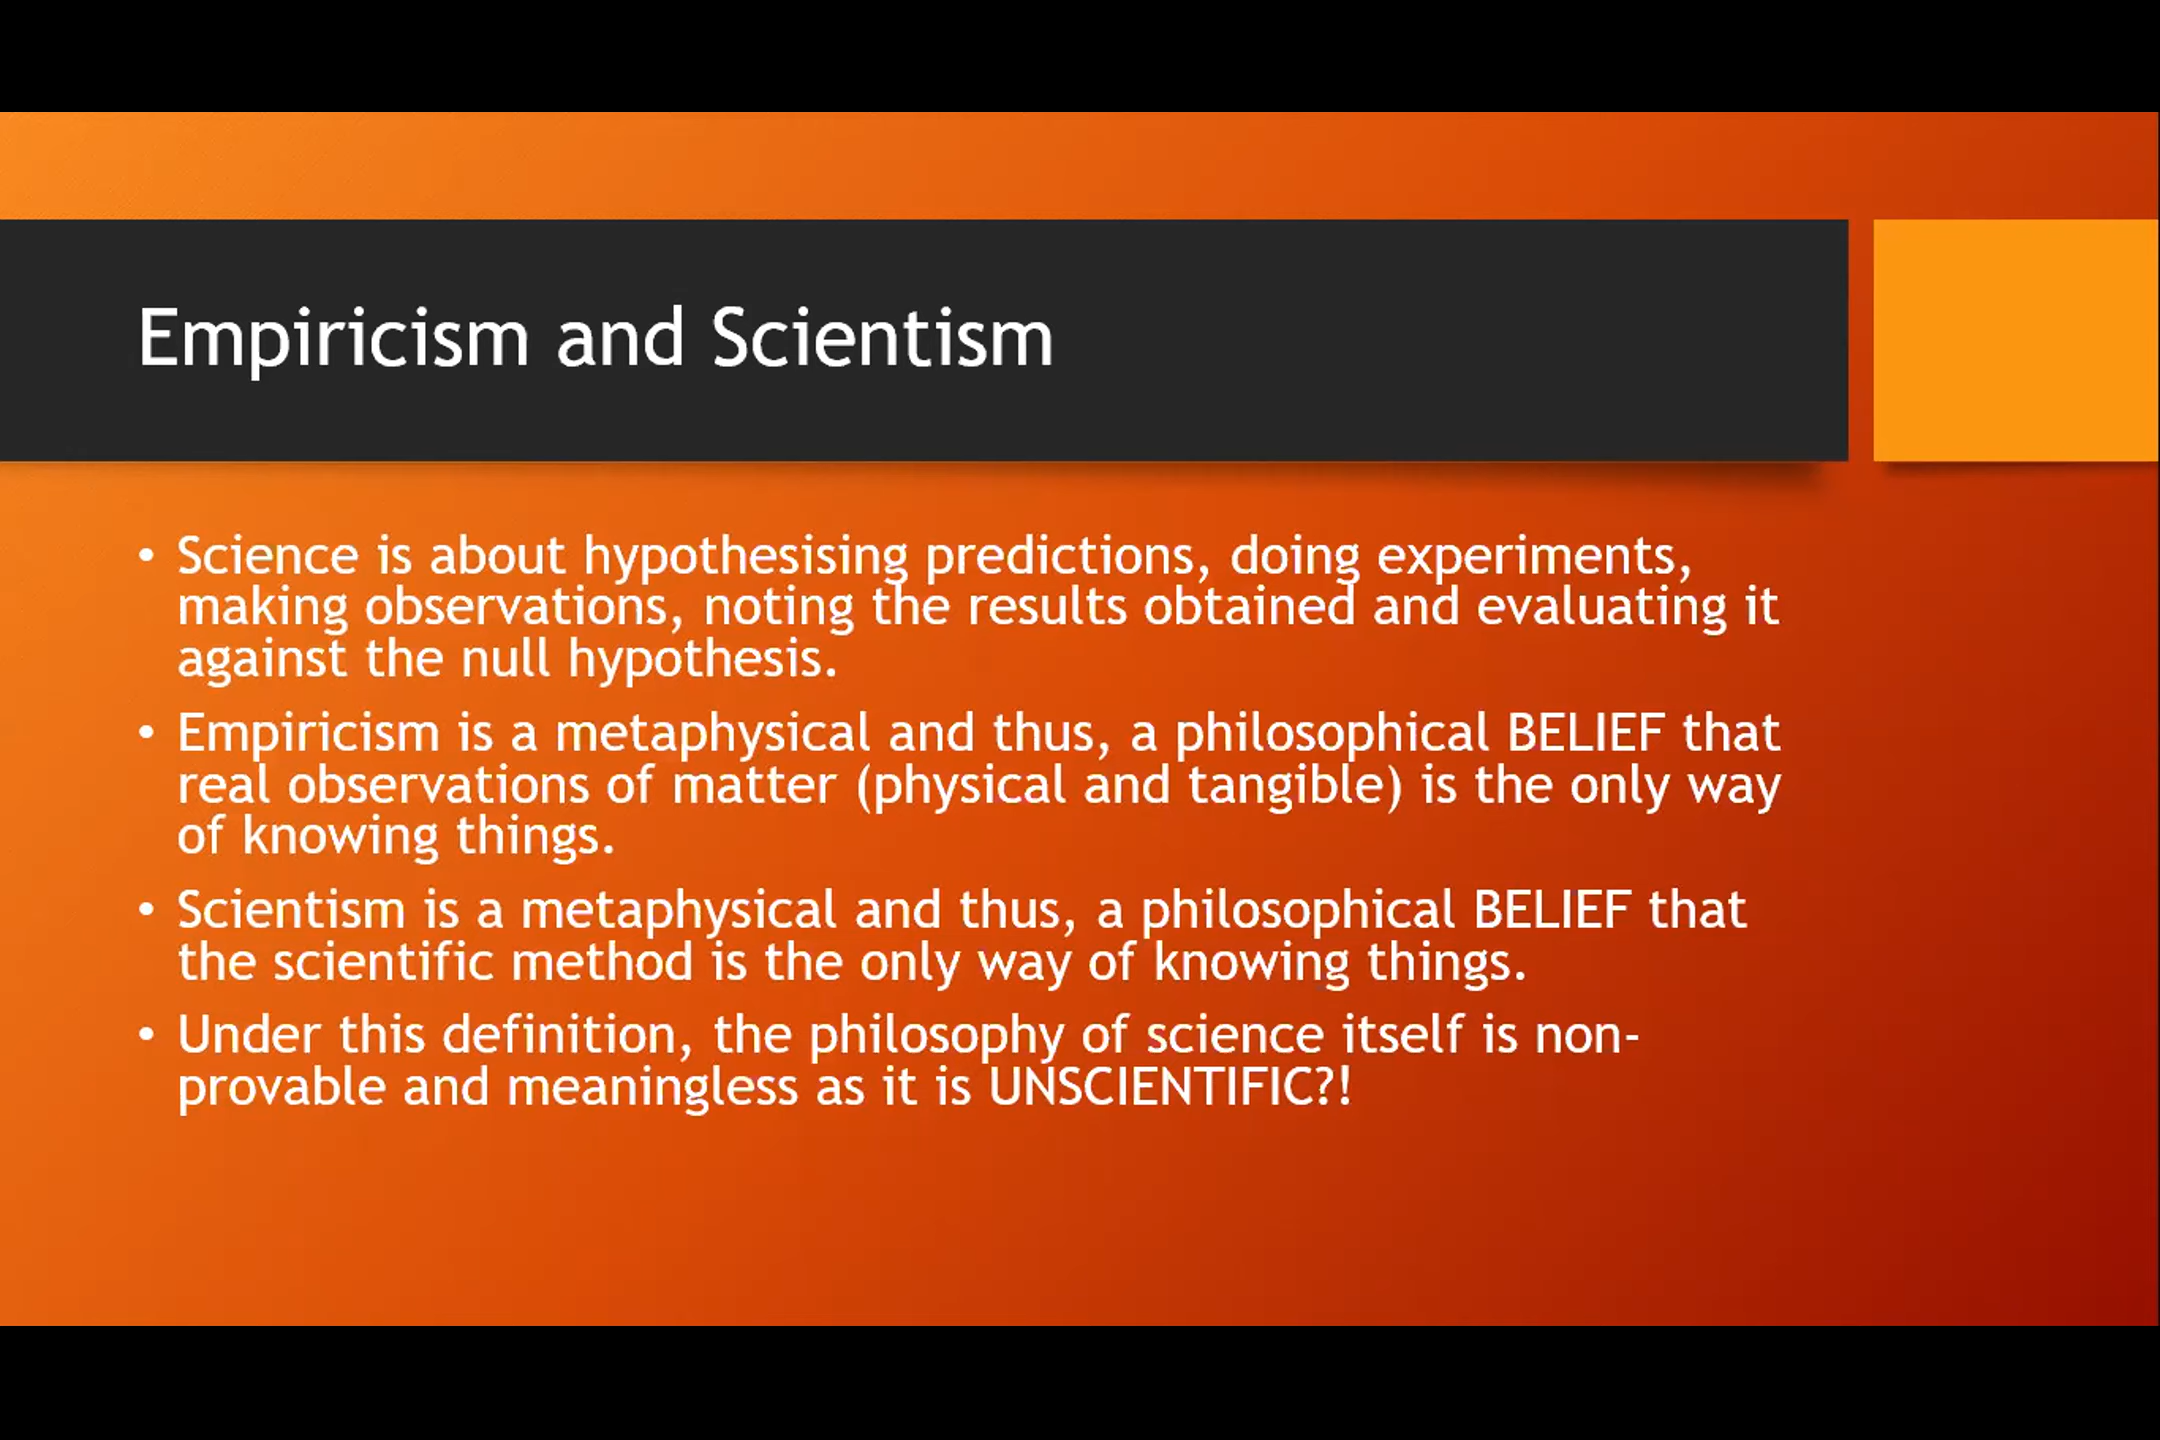 Empiricism and Scientism
• Science is about hypothesising predictions, doing experiments,
making observations, noting the results obtained and evaluating it
against the null hypothesis.
• Empiricism is a metaphysical and thus, a philosophical BELIEF that
real observations of matter (physical and tangible) is the only way
of knowing things.
• Scientism is a metaphysical and thus, a philosophical BELIEF that
the scientific method is the only way of knowing things.
• Under this definition, the philosophy of science itself is non-
provable and meaningless as it is UNSCIENTIFIC?!